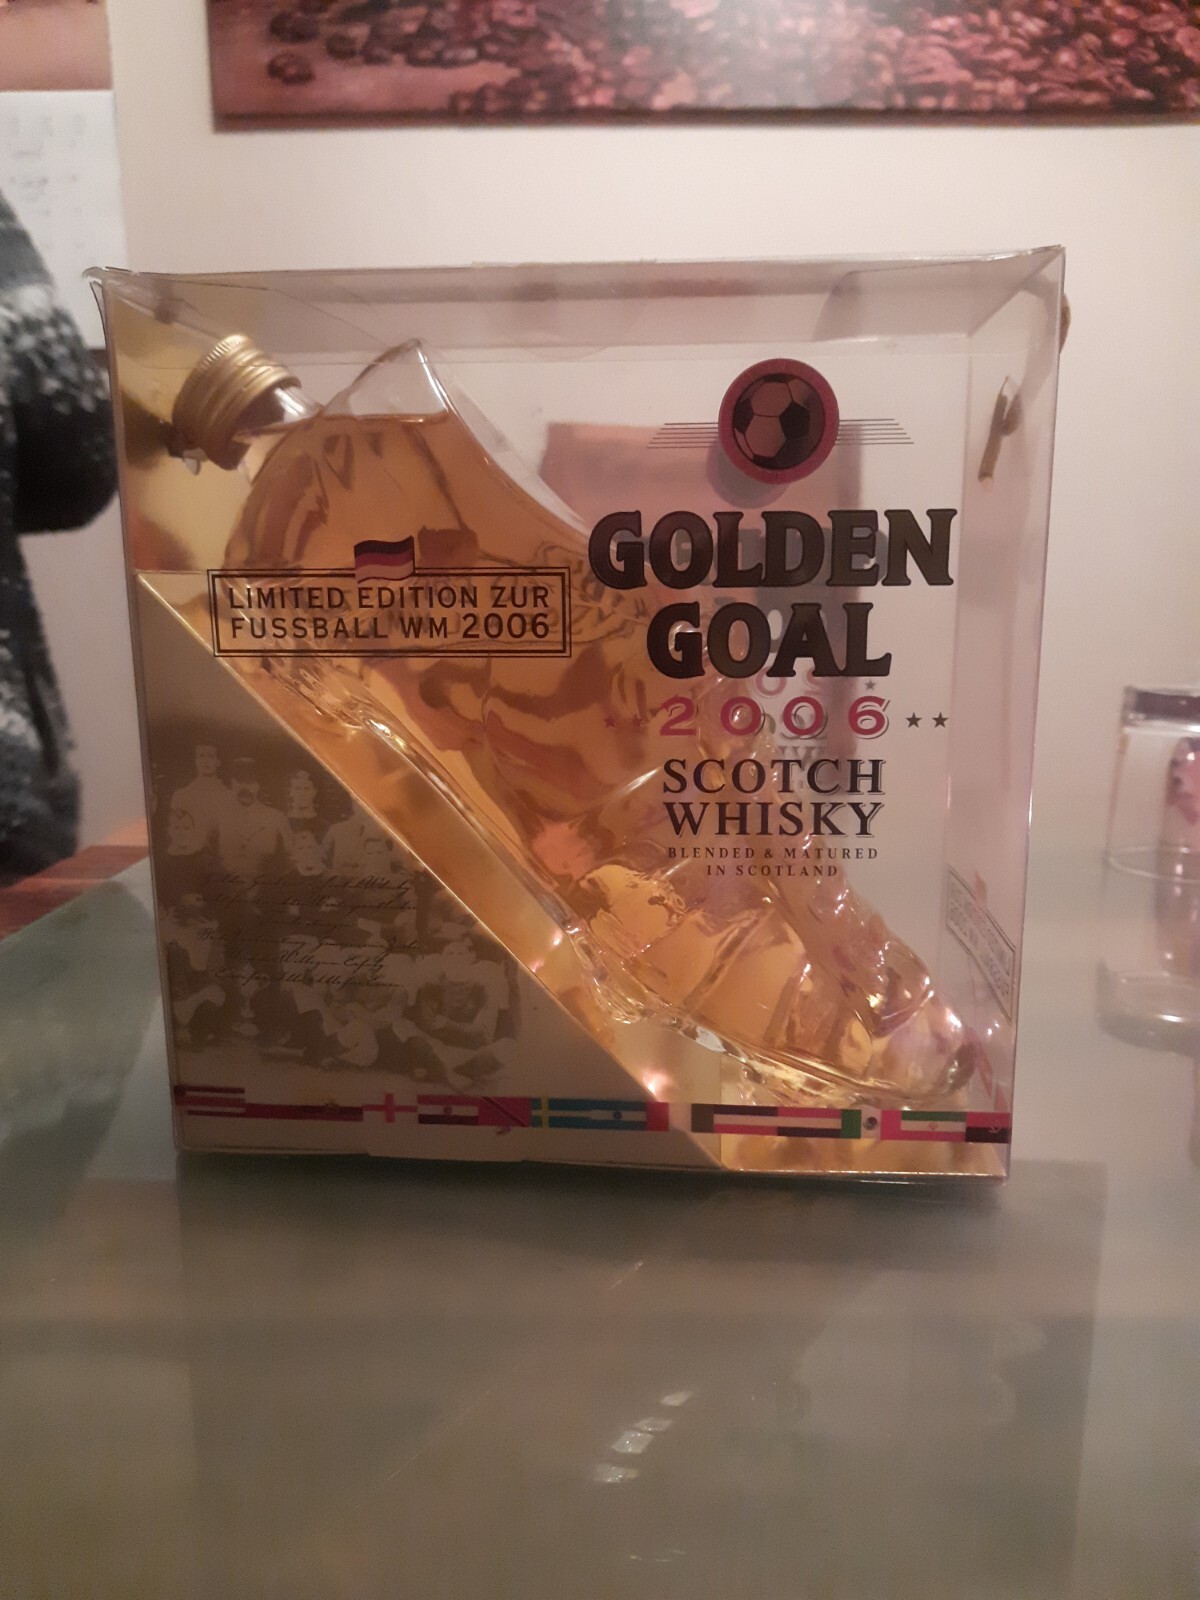 LIMITED EDITION ZUR
FUSSBALL WM 2006
GOLDEN
GOAL
2006
SCOTCH
WHISKY
BLENDED & MATURED
IN SCOTLAND